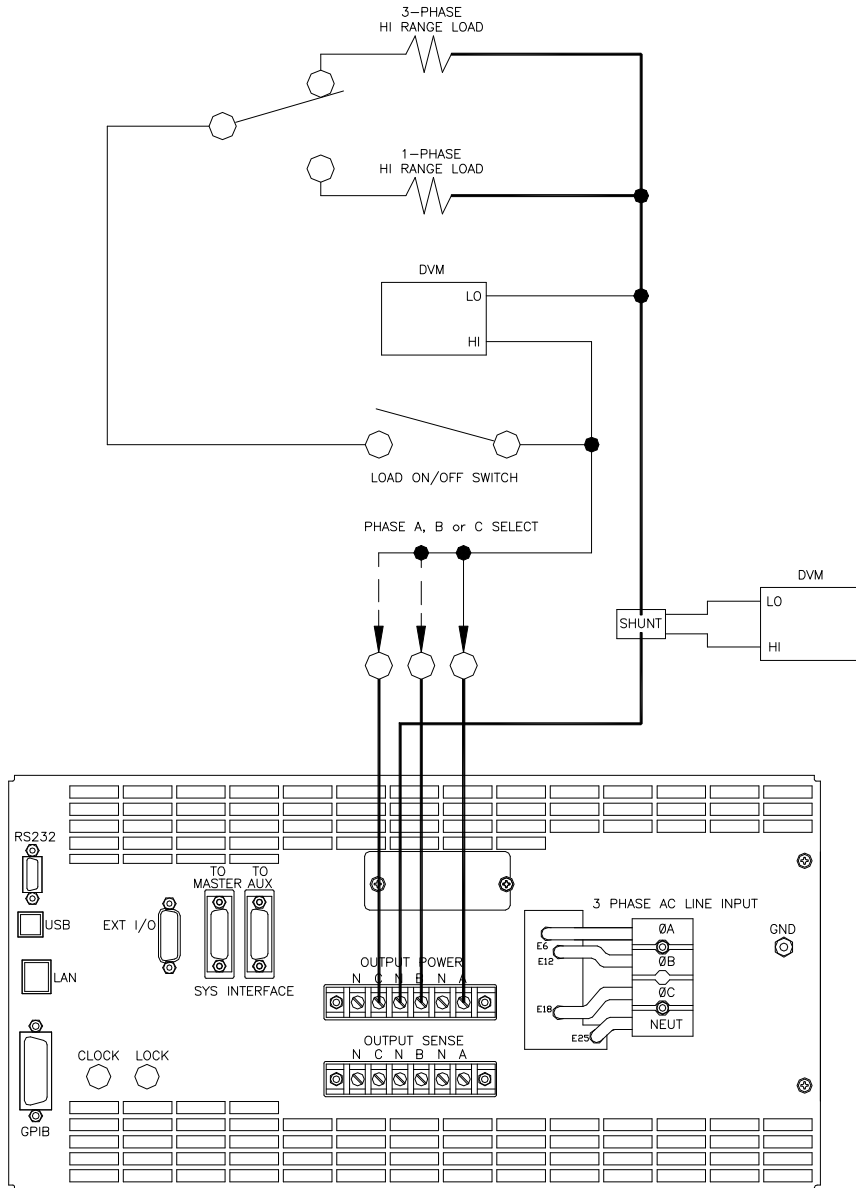 3-PHASE
HI RANGE LOAD
1-PHASE
HI RANGE LOAD
DVM
LO
HI
LOAD ON/OFF SWITCH
PHASE A, B or C SELECT
DVM
LO
HI
SHUNT
RS232
USB
LAN
GPIB
EXT I/O
TO TO
MASTER AUX
SYS INTERFACE
CLOCK LOCK
OUTPUT POWER
N C N B N A
OUTPUT SENSE
N C N B N A
3 PHASE AC LINE INPUT
E6
E12
E18
E25
ØA
ØB
ØC
NEUT
GND